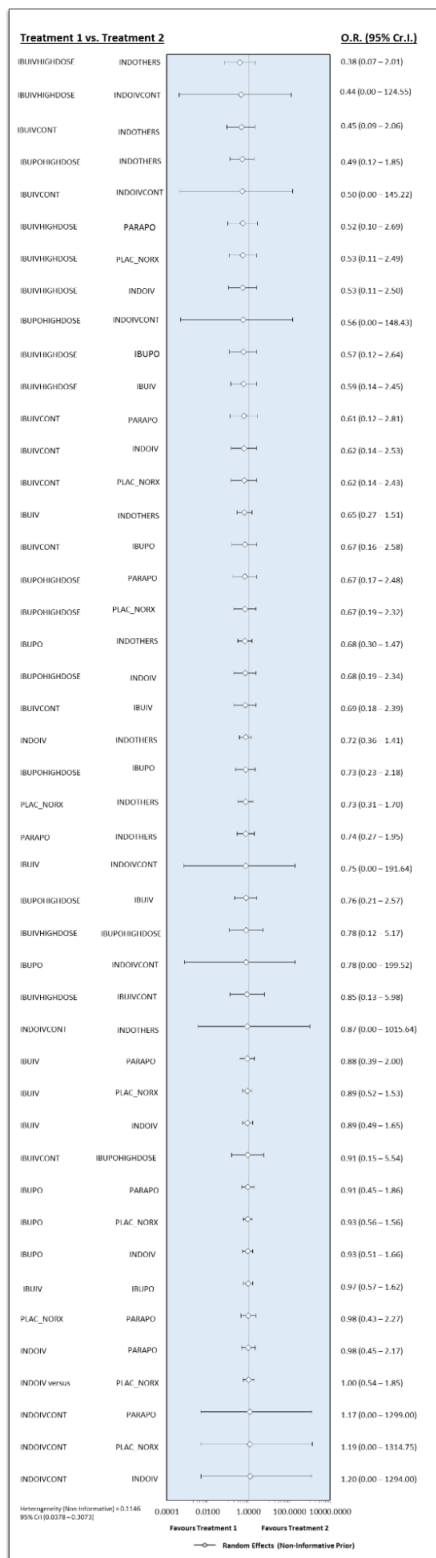 Treatment 1 vs. Treatment 2 O.R. (95% Cr.I.)
IBUIVHIGHDOSE INDOTHERS 0.38 (0.07 – 2.01)
IBUIVHIGHDOSE INDOIVCONT 0.44 (0.00 - 124.55)
IBUIVCONT INDOTHERS 0.45 (0.09 – 2.06)
IBUPOHIGHDOSE INDOTHERS 0.49 (0.12 – 1.85)
IBUIVCONT INDOIVCONT 0.50 (0.00 - 145.22)
IBUIVHIGHDOSE PARAPO 0.52 (0.10 – 2.69)
IBUIVHIGHDOSE PLAC_NORX 0.53 (0.11 – 2.49)
IBUIVHIGHDOSE INDOIV 0.53 (0.11 – 2.50)
IBUPOHIGHDOSE INDOIVCONT 0.56 (0.00 – 148.43)
IBUIVHIGHDOSE IBUPO 0.57 (0.12 – 2.64)
IBUIVHIGHDOSE IBUIV 0.59 (0.14 – 2.45)
IBUIVCONT PARAPO 0.61 (0.12 – 2.81)
IBUIVCONT INDOIV 0.62 (0.14 – 2.53)
IBUIVCONT PLAC_NORX 0.62 (0.14 – 2.43)
IBUIV INDOTHERS 0.65 (0.27 – 1.51)
IBUIVCONT IBUPO 0.67 (0.16 – 2.58)
IBUPOHIGHDOSE PARAPO 0.67 (0.17 – 2.48)
IBUPOHIGHDOSE PLAC_NORX 0.67 (0.19 – 2.32)
IBUPO INDOTHERS 0.68 (0.30 – 1.47)
IBUPOHIGHDOSE INDOIV 0.68 (0.19 – 2.34)
IBUIVCONT IBUIV 0.69 (0.18 – 2.39)
INDOIV INDOTHERS 0.72 (0.36 – 1.41)
IBUPOHIGHDOSE IBUPO 0.73 (0.23 – 2.18)
PLAC_NORX INDOTHERS 0.73 (0.31 – 1.70)
PARAPO INDOTHERS 0.74 (0.27 – 1.95)
IBUIV INDOIVCONT 0.75 (0.00 – 191.64)
IBUPOHIGHDOSE IBUIV 0.76 (0.21 – 2.57)
IBUIVHIGHDOSE IBUPOHIGHDOSE 0.78 (0.12 – 5.17)
IBUPO INDOIVCONT 0.78 (0.00 – 199.52)
IBUIVHIGHDOSE IBUIVCONT 0.85 (0.13 – 5.98)
INDOIVCONT INDOTHERS 0.87 (0.00 – 1015.64)
IBUIV PARAPO 0.88 (0.39 – 2.00)
IBUIV PLAC_NORX 0.89 (0.52 – 1.53)
IBUIV INDOIV 0.89 (0.49 – 1.65)
IBUIVCONT IBUPOHIGHDOSE 0.91 (0.15 – 5.54)
IBUPO PARAPO 0.91 (0.45 – 1.86)
IBUPO PLAC_NORX 0.93 (0.56 – 1.56)
IBUPO INDOIV 0.93 (0.51 – 1.66)
IBUIV IBUPO 0.97 (0.57 – 1.62)
PLAC_NORX PARAPO 0.98 (0.43 – 2.27)
INDOIV PARAPO 0.98 (0.45 – 2.17)
INDOIV versus PLAC_NORX 1.00 (0.54 – 1.85)
INDOIVCONT PARAPO 1.17 (0.00 – 1299.00)
INDOIVCONT PLAC_NORX 1.19 (0.00 – 1314.75)
INDOIVCONT INDOIV 1.20 (0.00 – 1294.00)
Heterogeneity (Non-Informative) = 0.1146
95% CrI (0.0378 – 0.3073)
0.0001 0.0100 1.0000 100.0000 10000.0000
Favours Treatment 1 Favours Treatment 2
Random Effects (Non-Informative Prior)